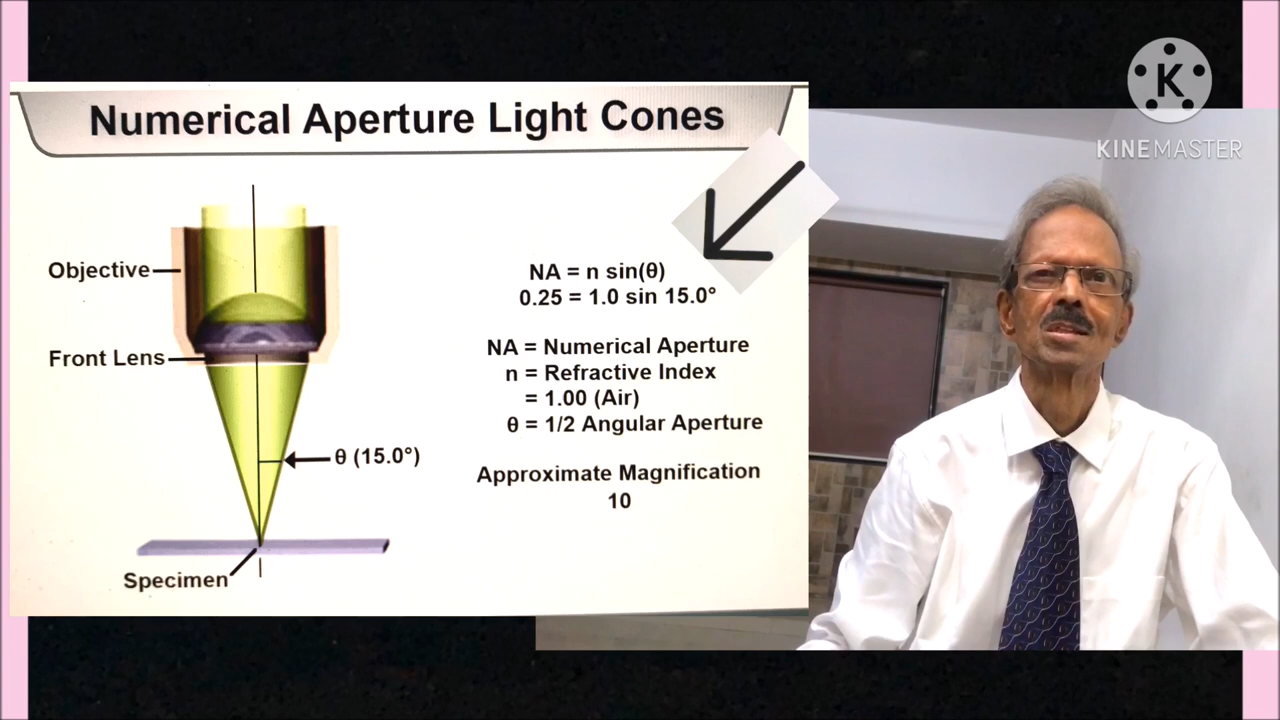 Numerical Aperture Light Cones
Objective
Front Lens
θ (15.0°)
Specimen
NA = n sin(θ)
0.25 = 1.0 sin 15.0°
NA = Numerical Aperture
n = Refractive Index
= 1.00 (Air)
θ = 1/2 Angular Aperture
Approximate Magnification
10
K
KINEMASTER